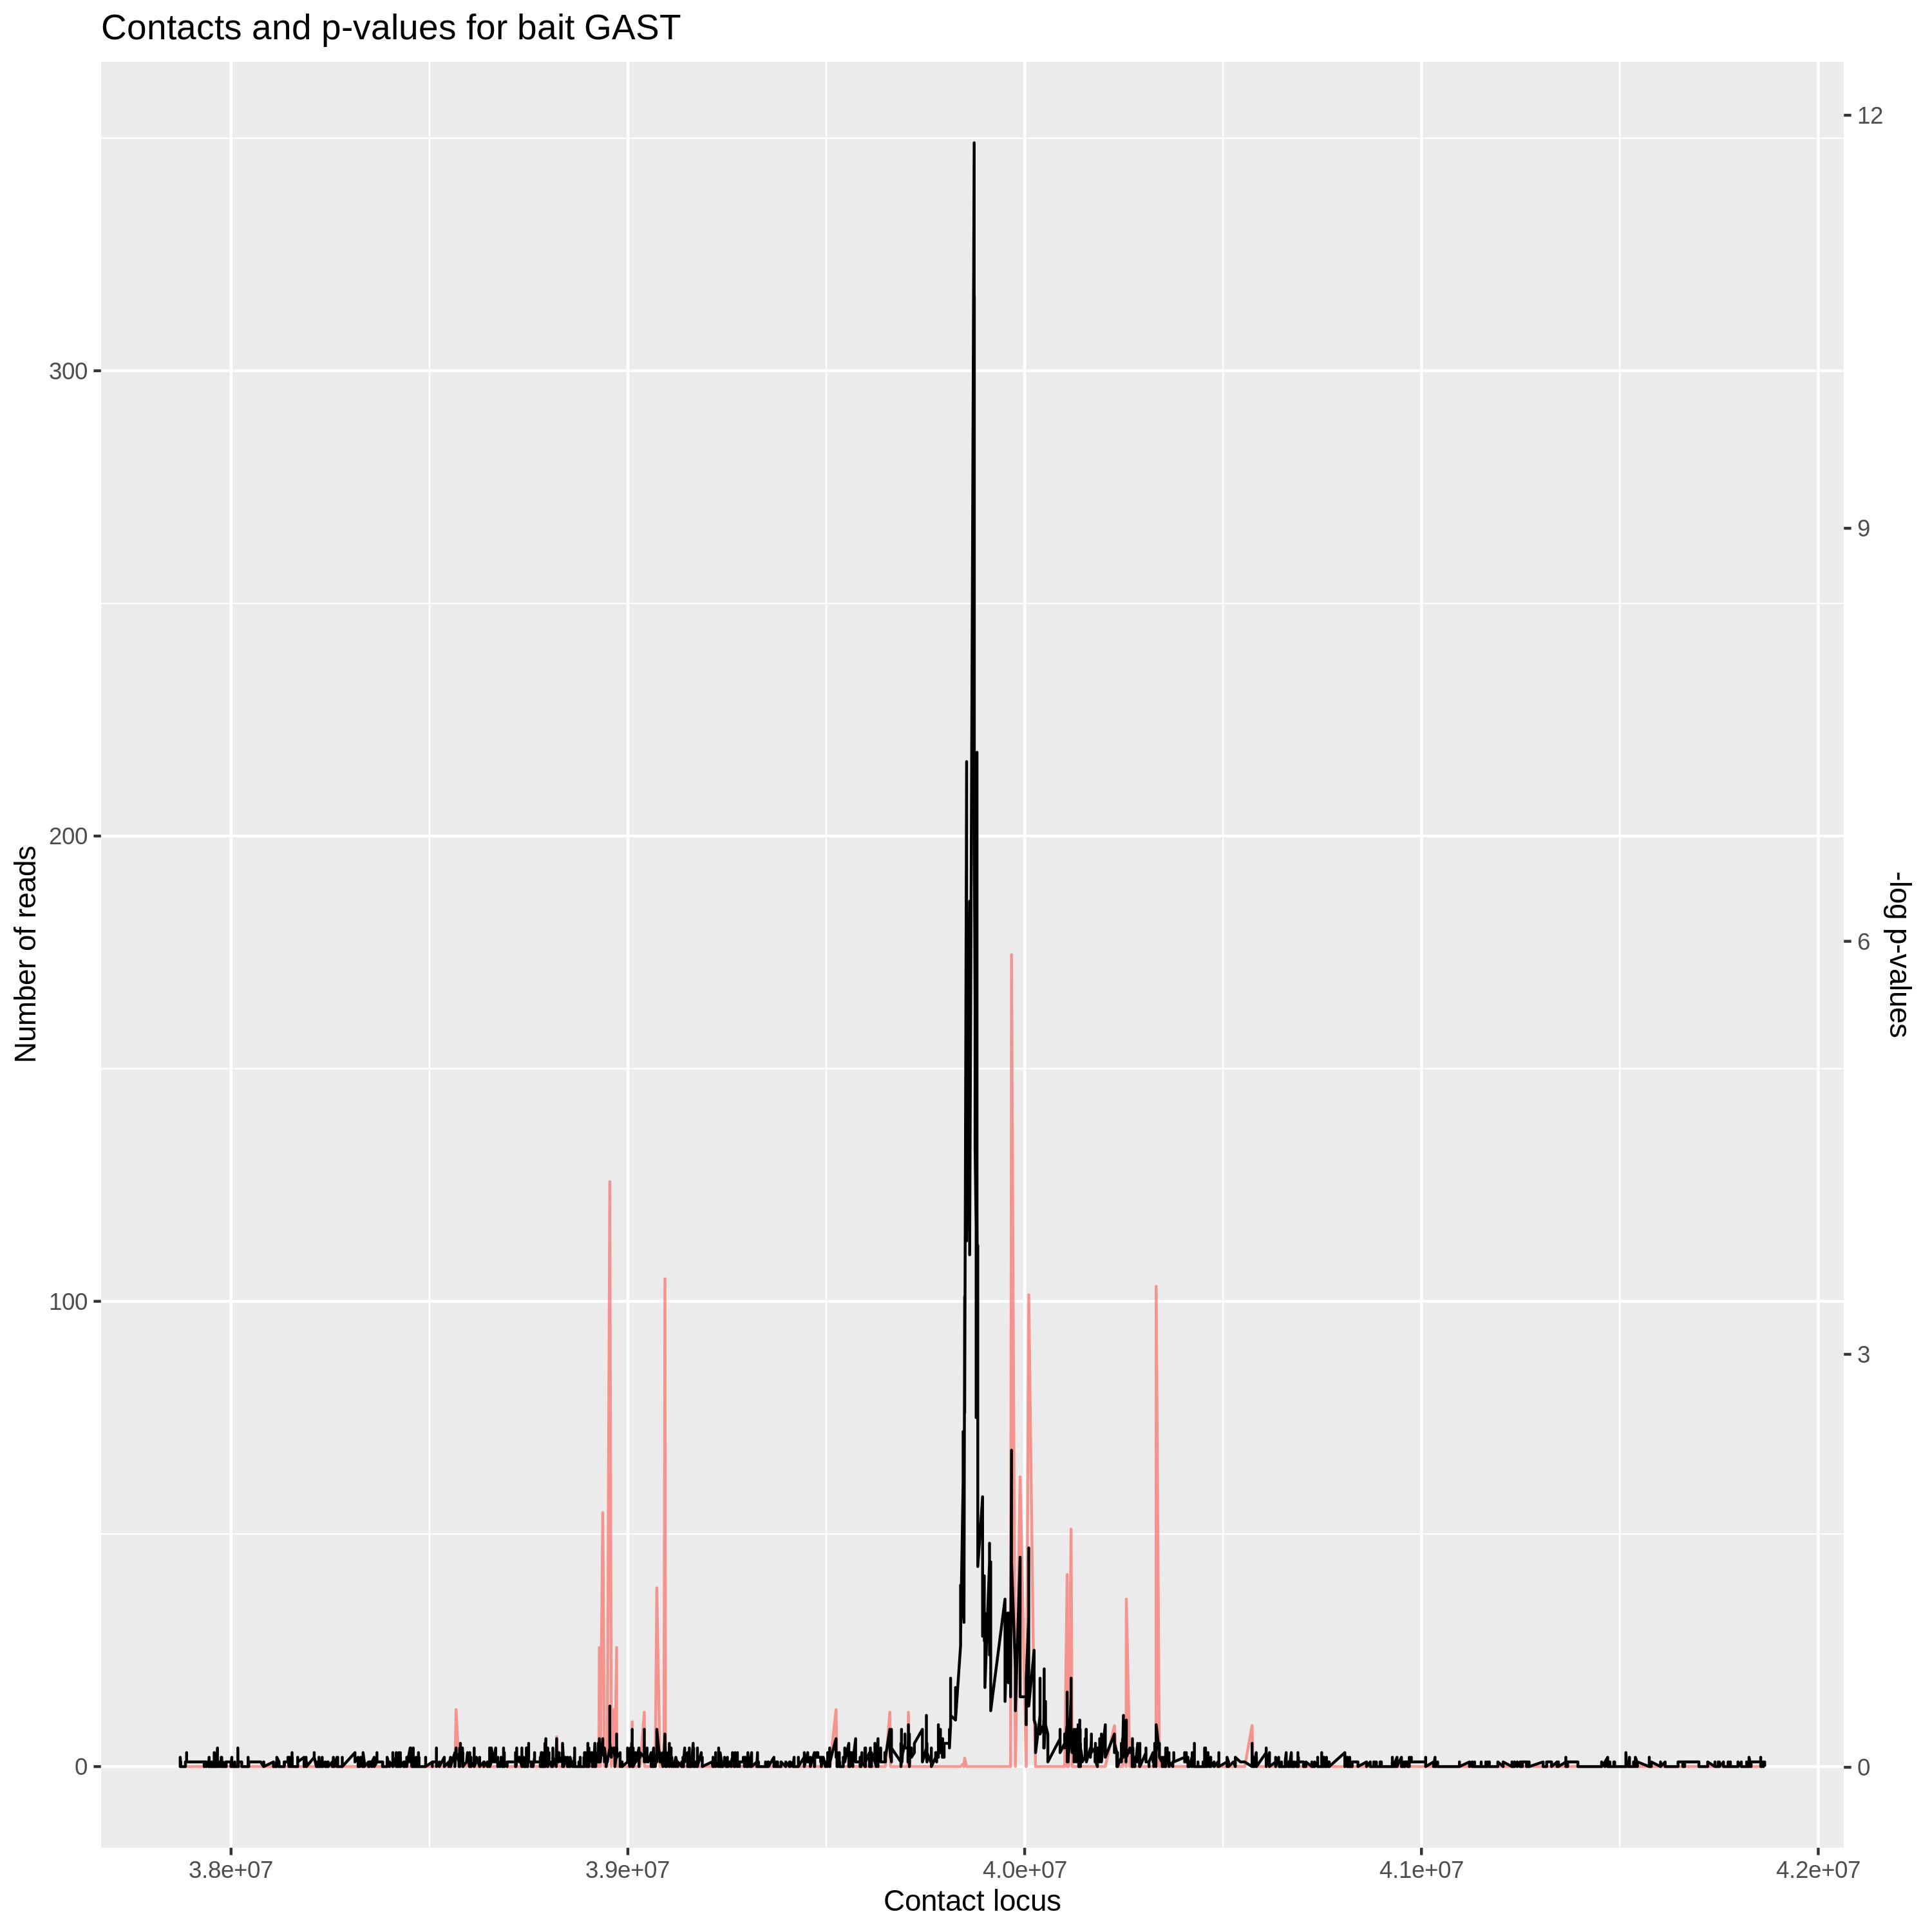 Contacts and p-values for bait GAST
12
300
9
200
6
100
3
0
0
Number of reads
-log p-values
3.8e+07
3.9e+07
4.0e+07
4.1e+07
4.2e+07
Contact locus